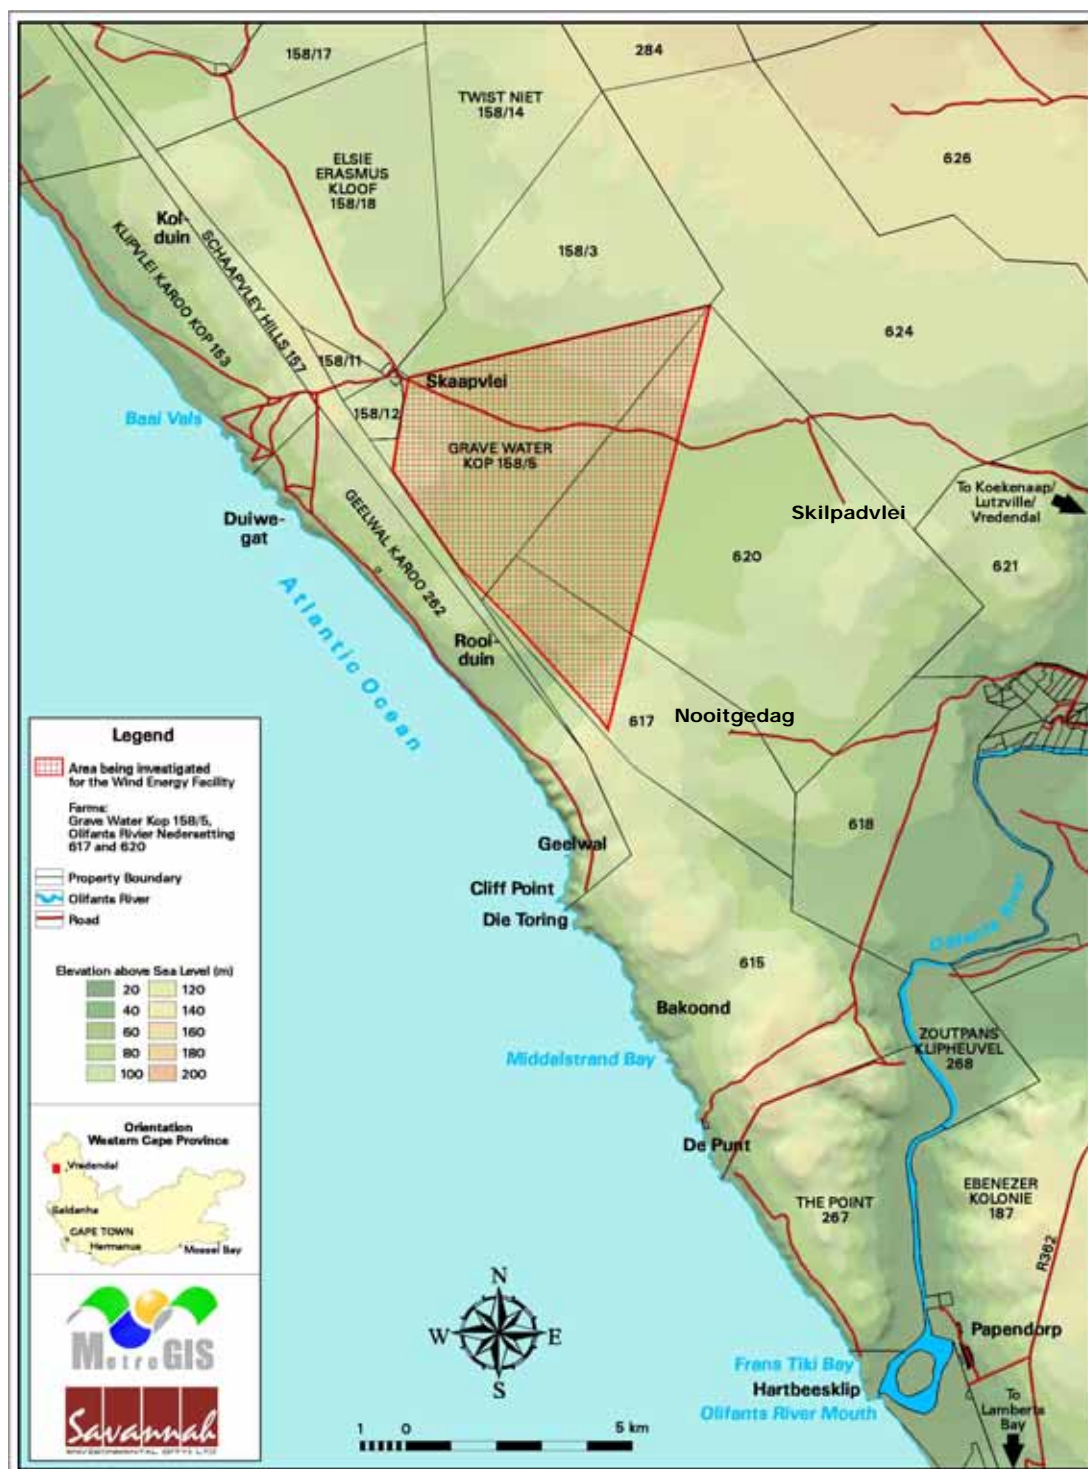 158/17
284
TWIST NIET
158/14
626
ELSIE
ERASMUS
KLOOF
158/18
Kol-
duin
KLIPVLEI KAROO KOP 153
SCHAAPVLEY HILLS 157
158/3
624
158/11
Skaapvlei
158/12
Baai Vals
GRAVE WATER
KOP 158/5
To Koekenaap/
Lutzville/
Vredendal
Skilpadvlei
Duiwe-
gat
GEELWAL KAROO 262
620
621
Atlantic Ocean
Rooi-
duin
617
Nooitgedag
618
Geelwal
Cliff Point
Die Toring
Olifants River
615
Bakoond
ZOUTPANS
KLIPHEUVEL
268
Middelstrand Bay
De Punt
THE POINT
267
EBENEZER
KOLONIE
187
R362
Papendorp
Frans Tiki Bay
Hartbeesklip
Olifants River Mouth
To
Lamberts
Bay
Legend
Area being investigated
for the Wind Energy Facility
Farms:
Grave Water Kop 158/5,
Olifants Rivier Nedersetting
617 and 620
Property Boundary
Olifants River
Road
Elevation above Sea Level (m)
20 120
40 140
60 160
80 180
100 200
Orientation
Western Cape Province
Vredendal
Saldanha
CAPE TOWN
Hermanus
Mossel Bay
MetroGIS
Savannah
ENVIRONMENTAL (PTY) LTD
N
W E
S
1 0 5 km